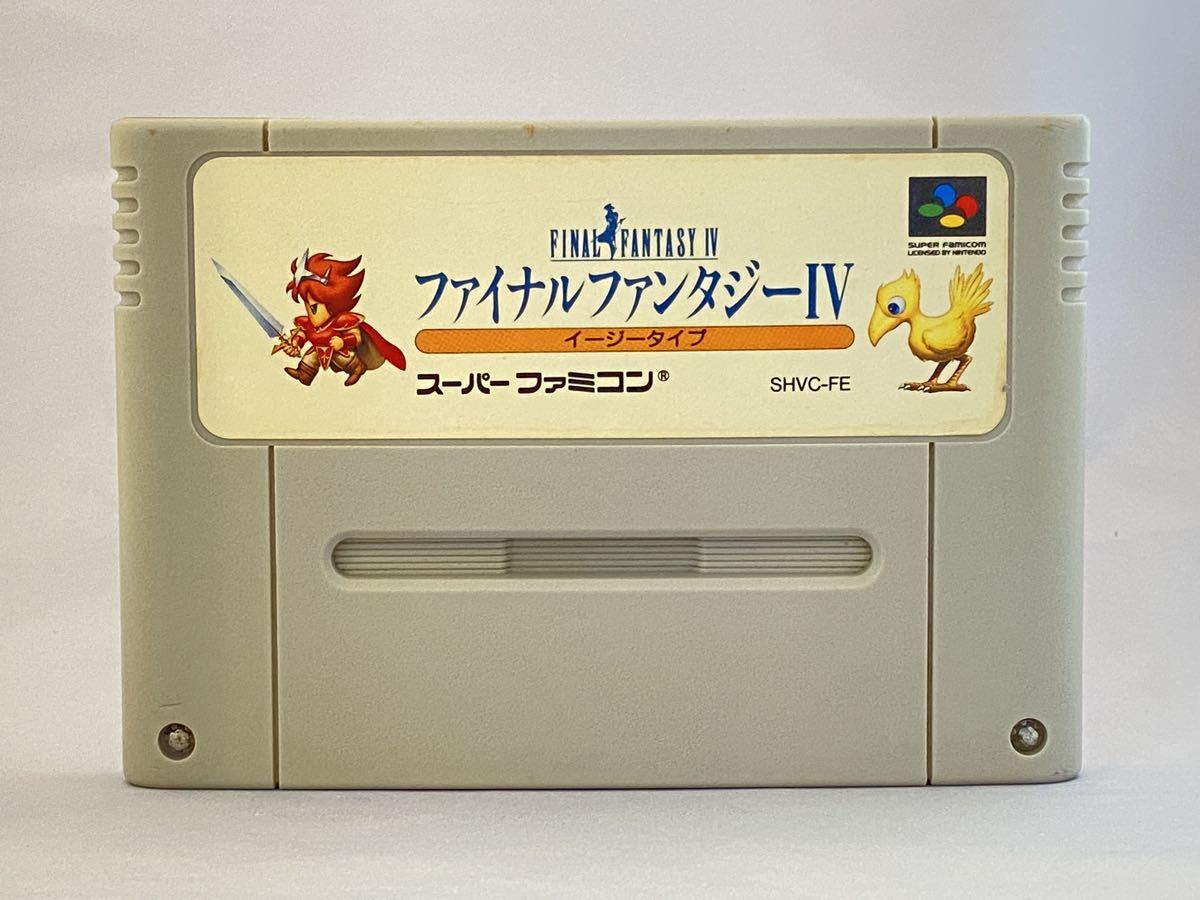 FINAL FANTASY IV
ファイナルファンタジーIV
イージータイプ
スーパーファミコン®
SHVC-FE
SUPER FAMICOM
LICENSED BY NINTENDO